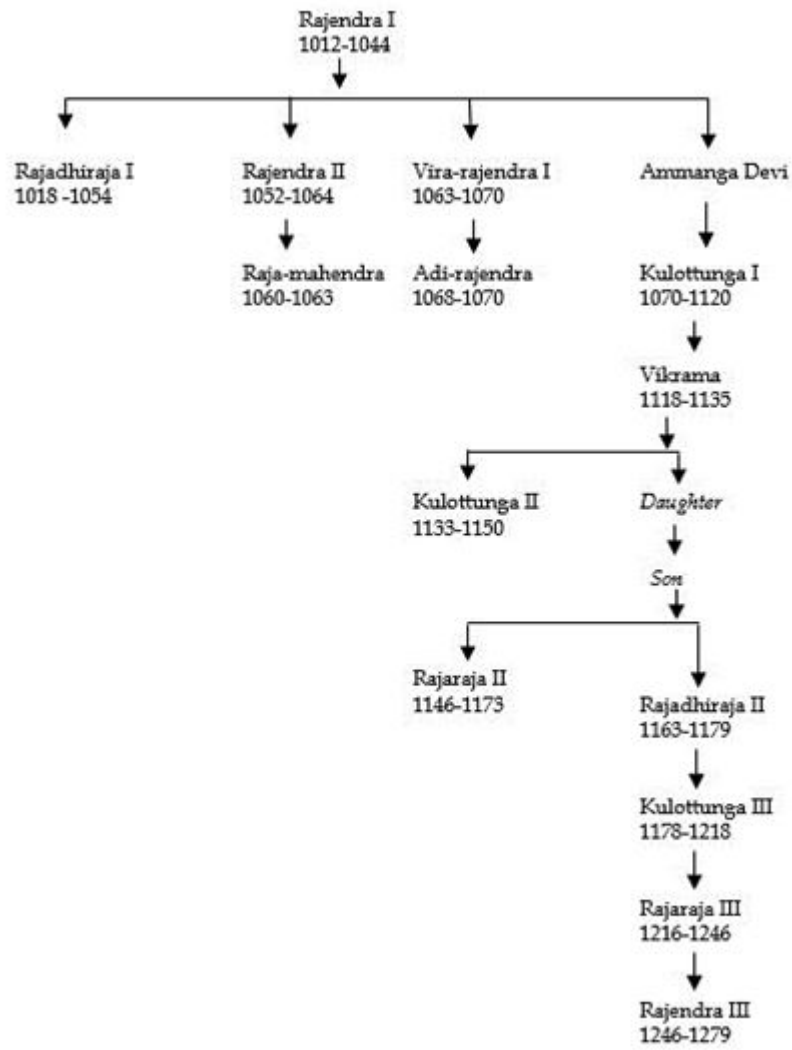 Rajendra I
1012-1044
Rajadhiraja I
1018 -1054
Rajendra II
1052-1064
Vira-rajendra I
1063-1070
Ammanga Devi
Raja-mahendra
1060-1063
Adi-rajendra
1068-1070
Kulottunga I
1070-1120
Vikrama
1118-1135
Kulottunga II
1133-1150
Daughter
Son
Rajaraja II
1146-1173
Rajadhiraja II
1163-1179
Kulottunga III
1178-1218
Rajaraja III
1216-1246
Rajendra III
1246-1279